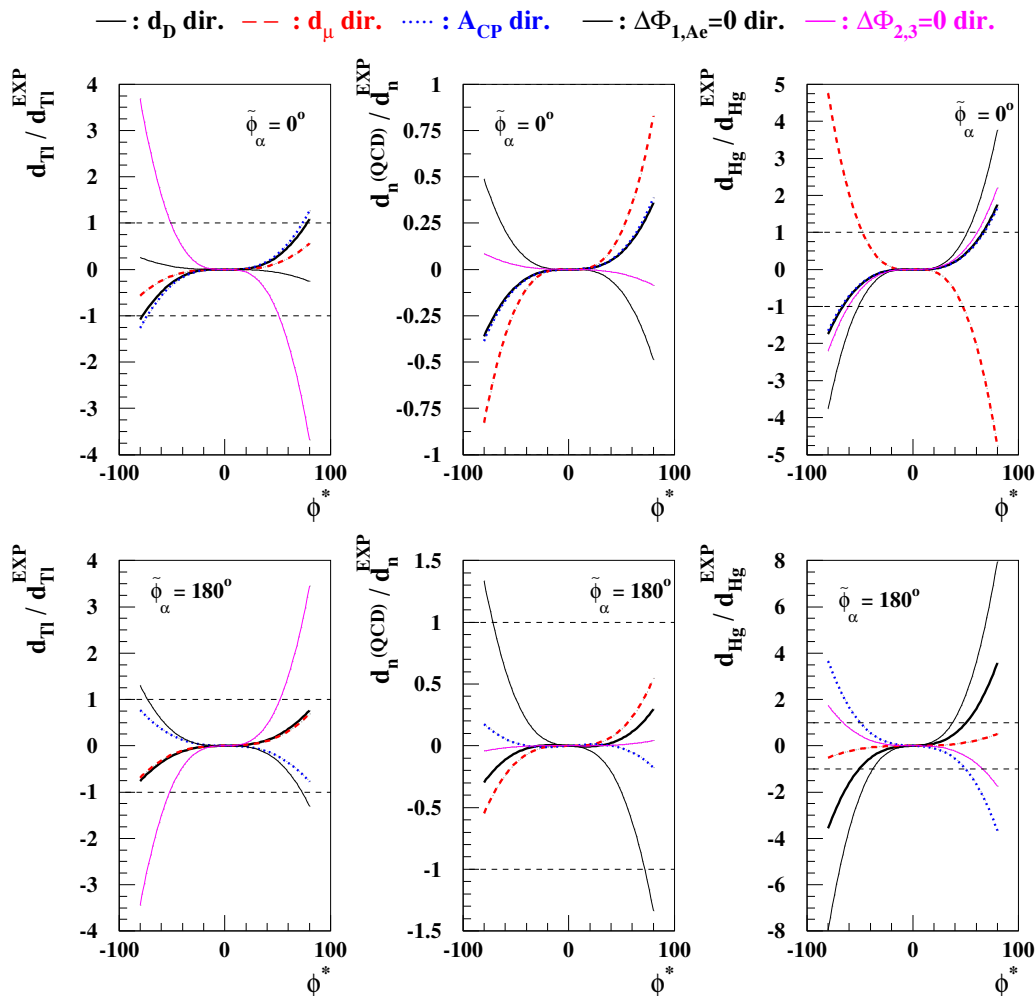 — : d_D dir. – – : d_μ dir. ····· : A_CP dir. — : ΔΦ_1,Ae=0 dir. — : ΔΦ_2,3=0 dir.
d_Tl / d_Tl^EXP
φ̃_α = 0°
4
3
2
1
0
-1
-2
-3
-4
-100 0 100
φ*
d_n^(QCD) / d_n^EXP
φ̃_α = 0°
1
0.75
0.5
0.25
0
-0.25
-0.5
-0.75
-1
-100 0 100
φ*
d_Hg / d_Hg^EXP
φ̃_α = 0°
5
4
3
2
1
0
-1
-2
-3
-4
-5
-100 0 100
φ*
d_Tl / d_Tl^EXP
φ̃_α = 180°
4
3
2
1
0
-1
-2
-3
-4
-100 0 100
φ*
d_n^(QCD) / d_n^EXP
φ̃_α = 180°
1.5
1
0.5
0
-0.5
-1
-1.5
-100 0 100
φ*
d_Hg / d_Hg^EXP
φ̃_α = 180°
8
6
4
2
0
-2
-4
-6
-8
-100 0 100
φ*